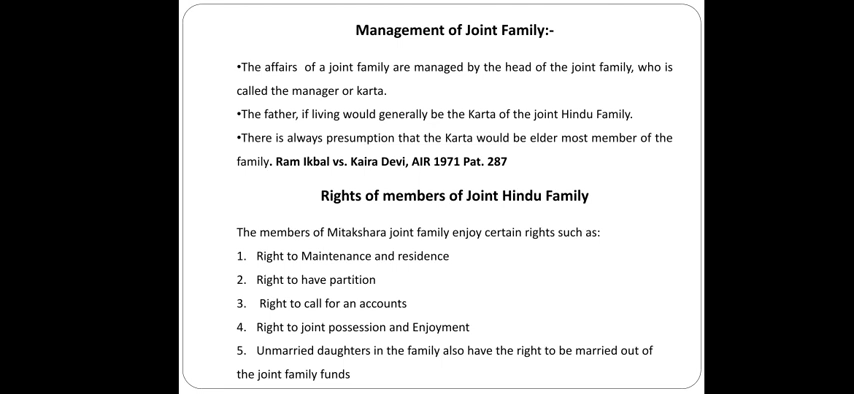 Management of Joint Family:-
•The affairs of a joint family are managed by the head of the joint family, who is
called the manager or karta.
•The father, if living would generally be the Karta of the joint Hindu Family.
•There is always presumption that the Karta would be elder most member of the
family. Ram Ikbal vs. Kaira Devi, AIR 1971 Pat. 287
Rights of members of Joint Hindu Family
The members of Mitakshara joint family enjoy certain rights such as:
1. Right to Maintenance and residence
2. Right to have partition
3. Right to call for an accounts
4. Right to joint possession and Enjoyment
5. Unmarried daughters in the family also have the right to be married out of
the joint family funds